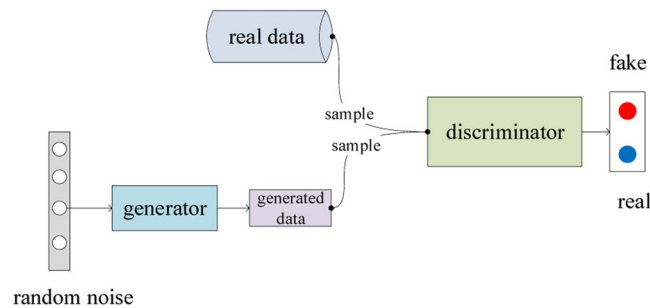 real data
fake
sample
discriminator
sample
generator
generated
data
real
random noise